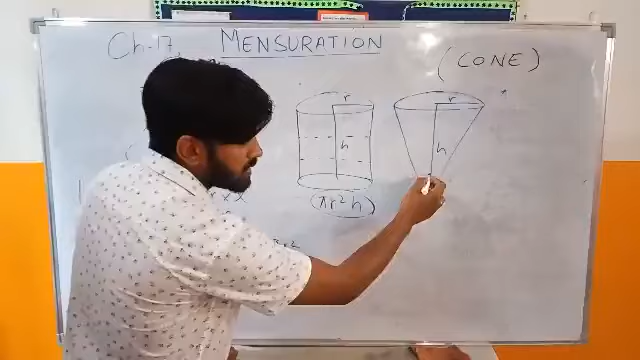 Ch-17, MENSURATION
(CONE)
r
r
h
h
(πr²h)